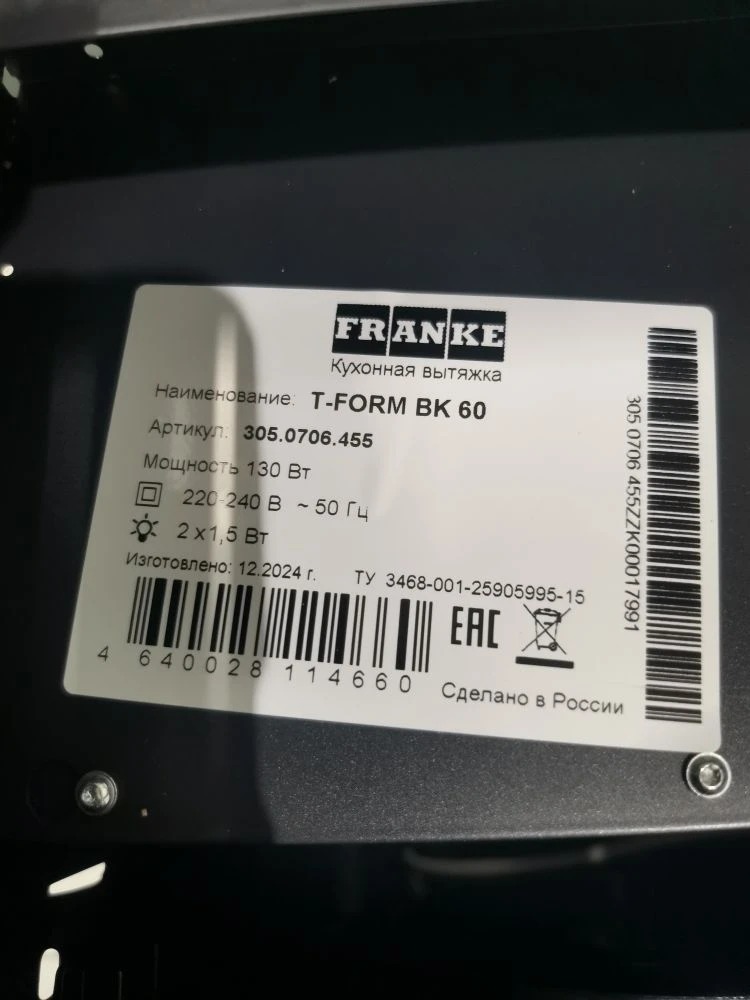 FRANKE
Кухонная вытяжка
Наименование: T-FORM BK 60
Артикул: 305.0706.455
Мощность 130 Вт
220-240 В ~ 50 Гц
2 x 1,5 Вт
Изготовлено: 12.2024 г. ТУ 3468-001-25905995-15
EAC
4 640028 114660
Сделано в России
305.0706.455ZZK00017991